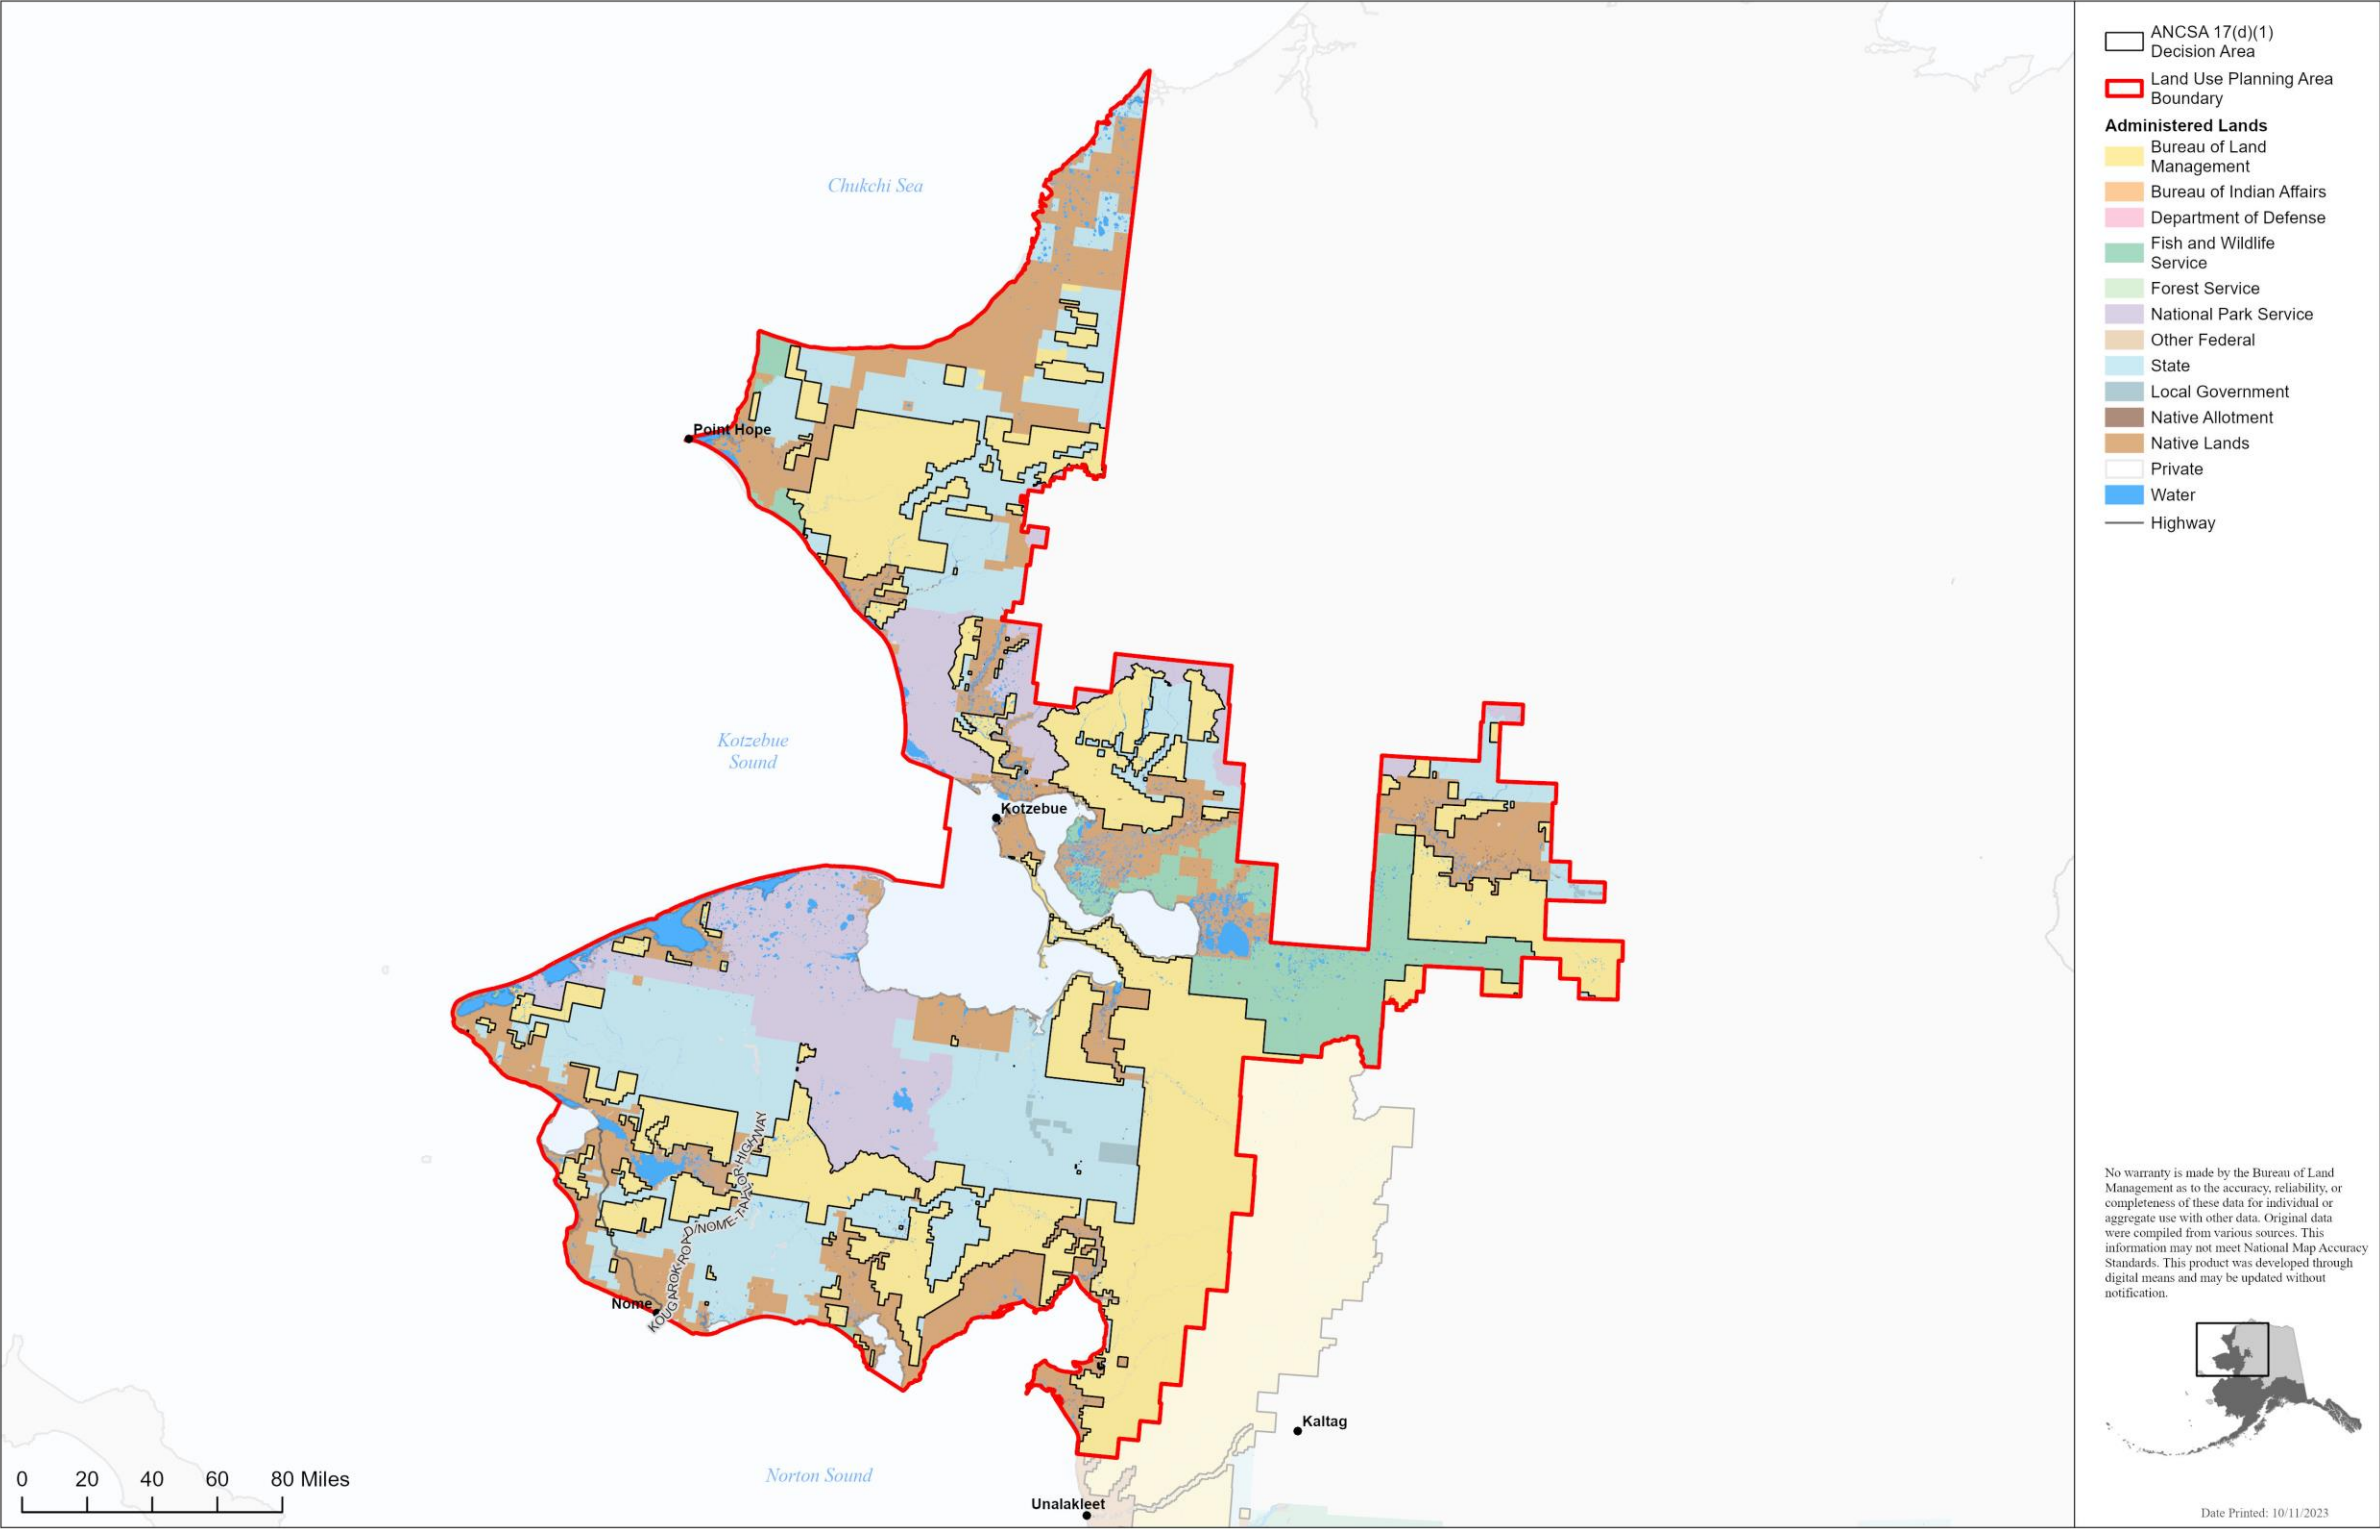 Chukchi Sea
Point Hope
Kotzebue
Sound
Kotzebue
KOUGAROK ROAD/NOME-TAYLOR HIGHWAY
Nome
Kaltag
Norton Sound
Unalakleet
0 20 40 60 80 Miles
ANCSA 17(d)(1)
Decision Area
Land Use Planning Area
Boundary
Administered Lands
Bureau of Land
Management
Bureau of Indian Affairs
Department of Defense
Fish and Wildlife
Service
Forest Service
National Park Service
Other Federal
State
Local Government
Native Allotment
Native Lands
Private
Water
Highway
No warranty is made by the Bureau of Land
Management as to the accuracy, reliability, or
completeness of these data for individual or
aggregate use with other data. Original data
were compiled from various sources. This
information may not meet National Map Accuracy
Standards. This product was developed through
digital means and may be updated without
notification.
Date Printed: 10/11/2023